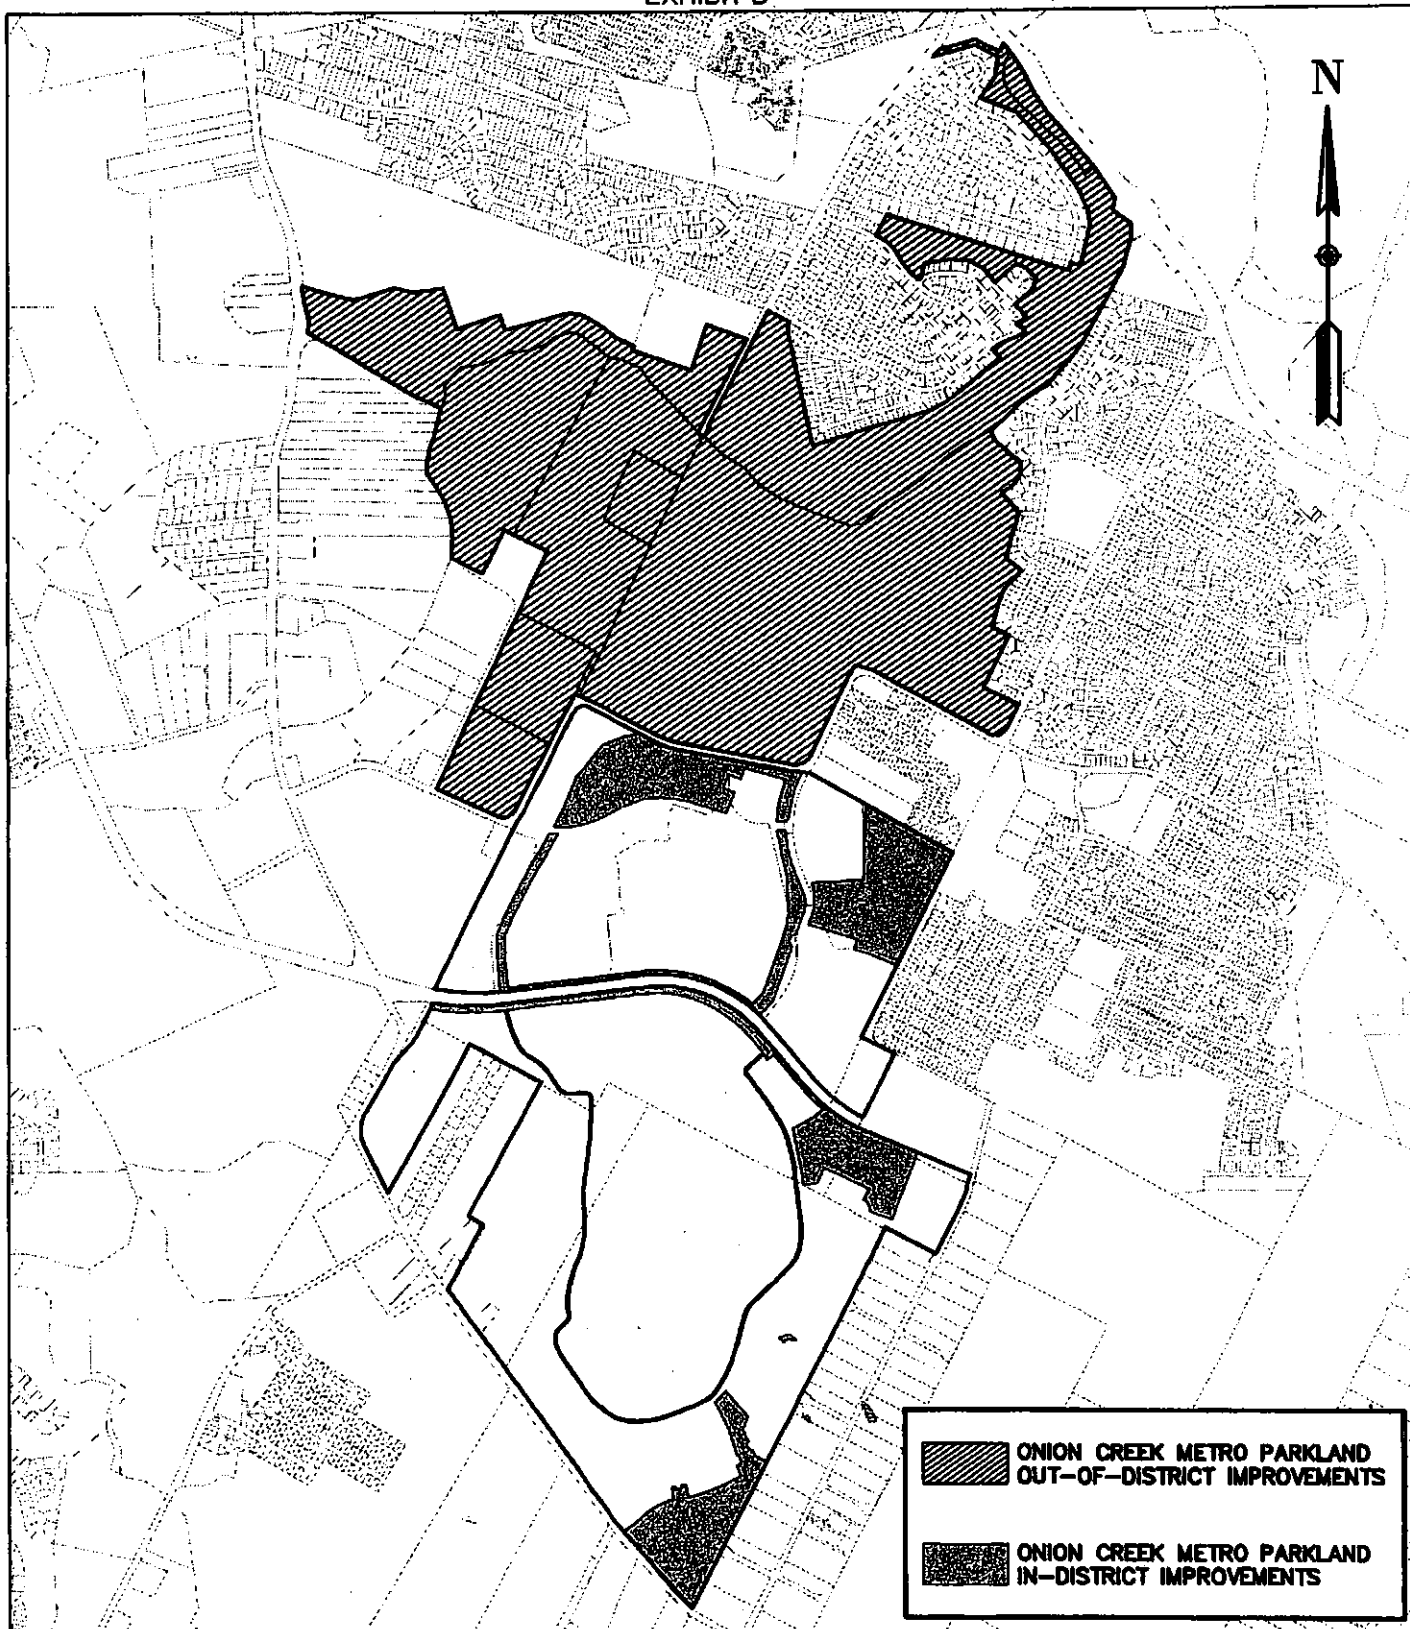 N
ONION CREEK METRO PARKLAND
OUT-OF-DISTRICT IMPROVEMENTS
ONION CREEK METRO PARKLAND
IN-DISTRICT IMPROVEMENTS